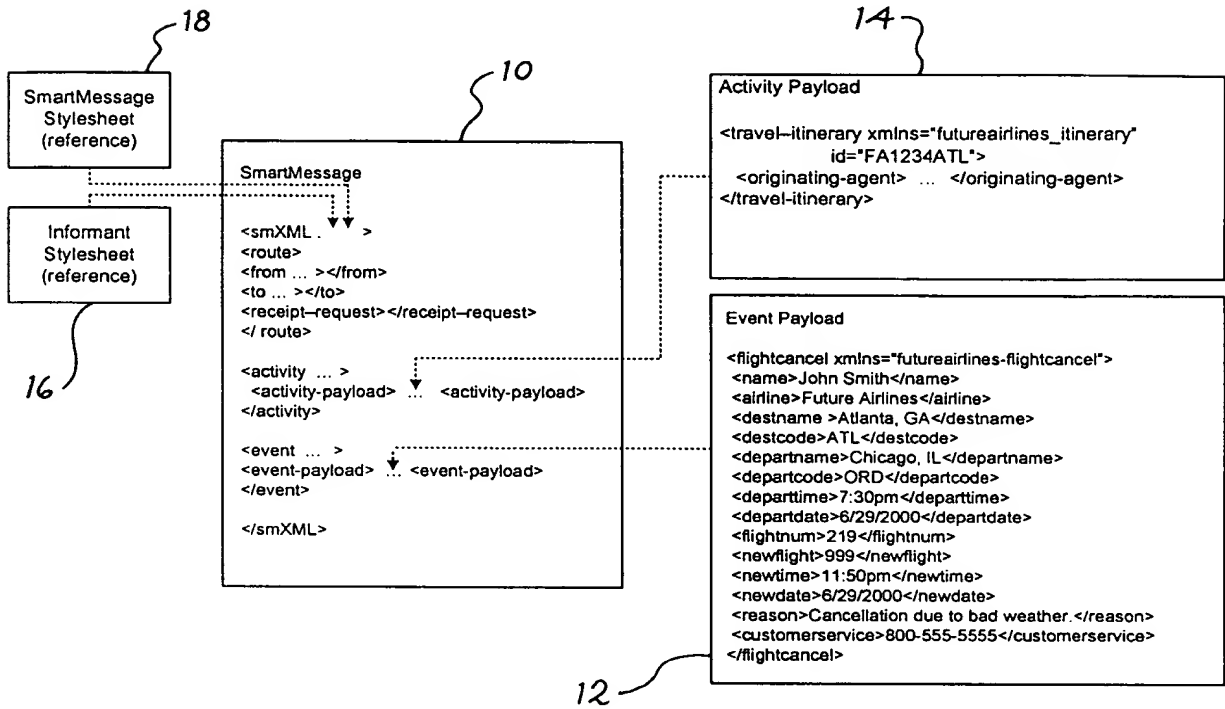 18
SmartMessage
Stylesheet
(reference)
Informant
Stylesheet
(reference)
16
10
SmartMessage
<smXML . >
<route>
<from ... ></from>
<to ... ></to>
<receipt–request></receipt–request>
</ route>
<activity ... >
<activity-payload> ... <activity-payload>
</activity>
<event ... >
<event-payload> ... <event-payload>
</event>
</smXML>
14
Activity Payload
<travel–itinerary xmlns="futureairlines_itinerary"
id="FA1234ATL">
<originating-agent> ... </originating-agent>
</travel-itinerary>
Event Payload
<flightcancel xmlns="futureairlines-flightcancel">
<name>John Smith</name>
<airline>Future Airlines</airline>
<destname >Atlanta, GA</destname>
<destcode>ATL</destcode>
<departname>Chicago, IL</departname>
<departcode>ORD</departcode>
<departtime>7:30pm</departtime>
<departdate>6/29/2000</departdate>
<flightnum>219</flightnum>
<newflight>999</newflight>
<newtime>11:50pm</newtime>
<newdate>6/29/2000</newdate>
<reason>Cancellation due to bad weather.</reason>
<customerservice>800-555-5555</customerservice>
</flightcancel>
12